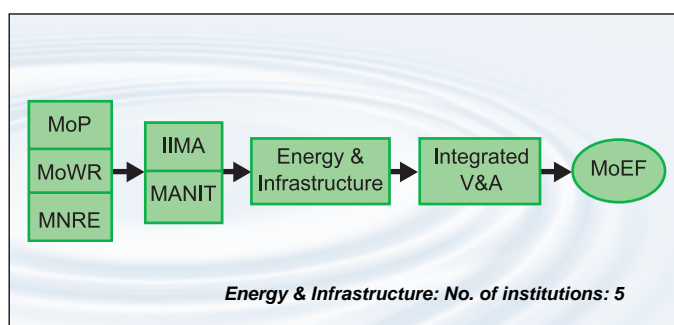 MoP
MoWR
MNRE
IIMA
MANIT
Energy &
Infrastructure
Integrated
V&A
MoEF
Energy & Infrastructure: No. of institutions: 5